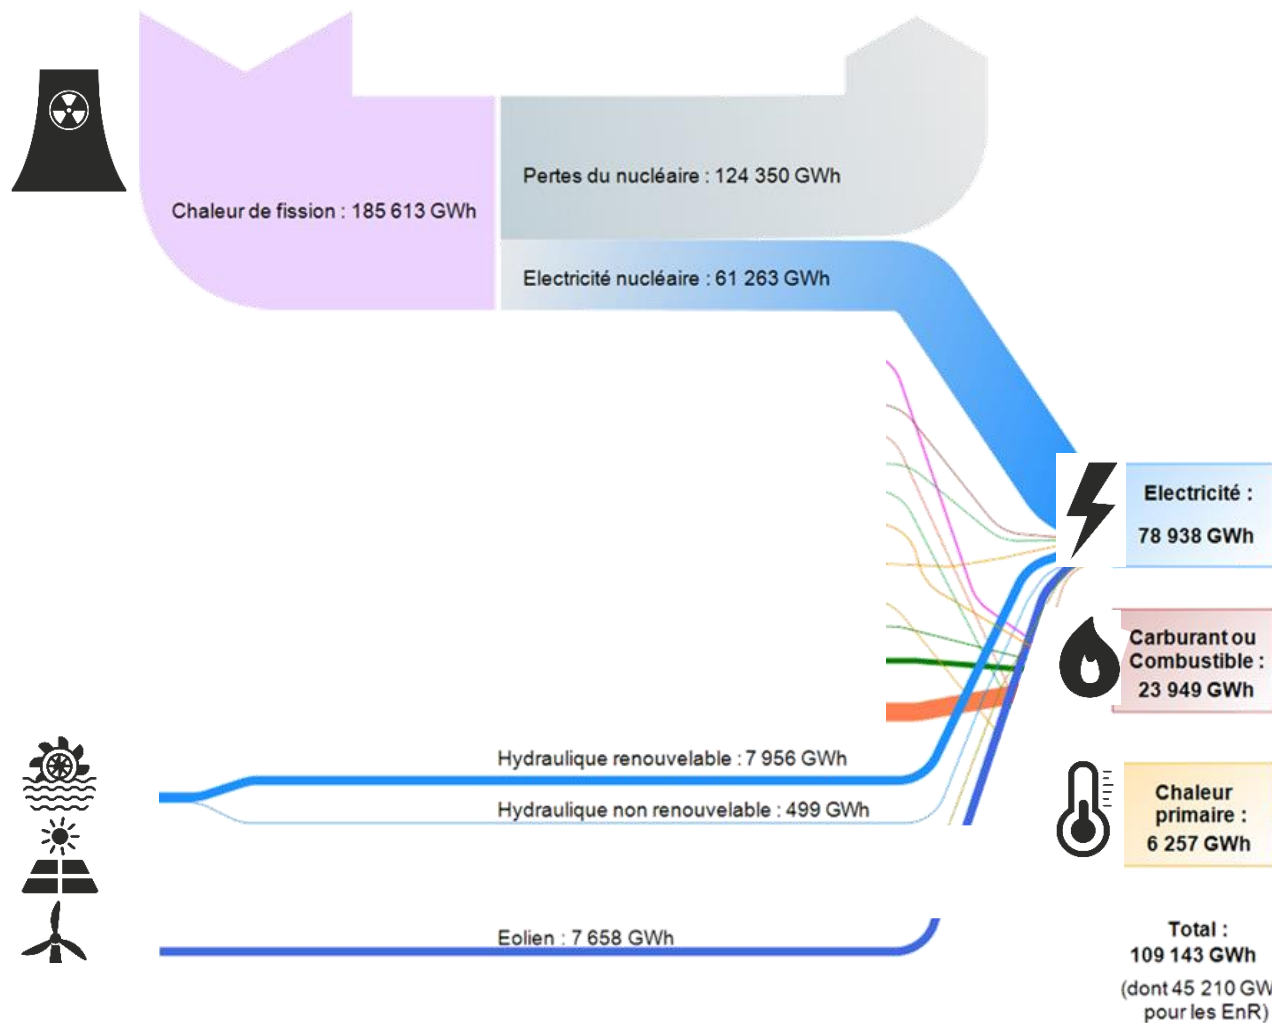 Pertes du nucléaire : 124 350 GWh
Chaleur de fission : 185 613 GWh
Electricité nucléaire : 61 263 GWh
Electricité :
78 938 GWh
Carburant ou
Combustible :
23 949 GWh
Hydraulique renouvelable : 7 956 GWh
Hydraulique non renouvelable : 499 GWh
Chaleur
primaire :
6 257 GWh
Eolien : 7 658 GWh
Total :
109 143 GWh
(dont 45 210 GW
pour les EnR)